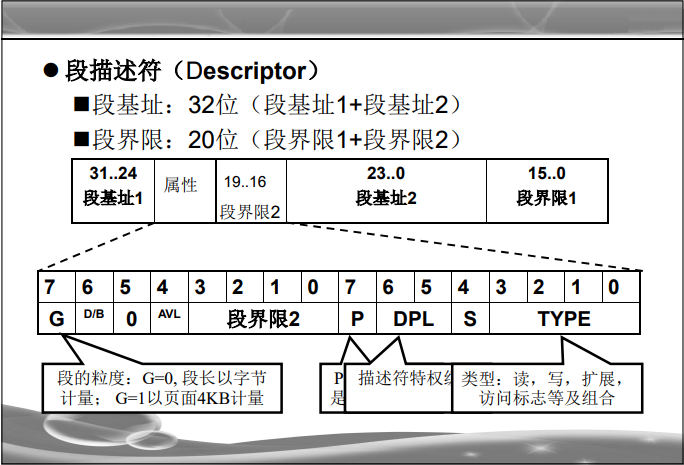 ● 段描述符（Descriptor）
■段基址：32位（段基址1+段基址2）
■段界限：20位（段界限1+段界限2）
31..24 属性 19..16 23..0 15..0
段基址1 段界限2 段基址2 段界限1
7 6 5 4 3 2 1 0 7 6 5 4 3 2 1 0
G D/B 0 AVL 段界限2 P DPL S TYPE
段的粒度：G=0, 段长以字节
计量； G=1以页面4KB计量
P
是
描述符特权
类型：读，写，扩展，
访问标志等及组合